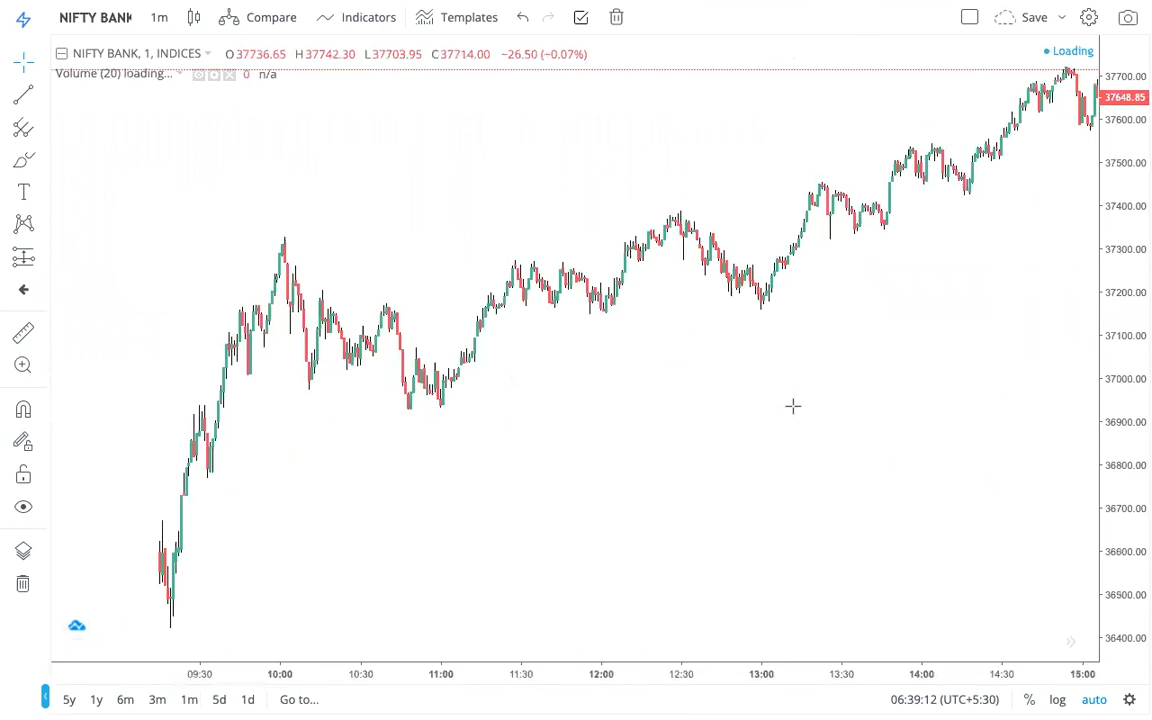 NIFTY BANK 1m Compare Indicators Templates Save
NIFTY BANK, 1, INDICES O37736.65 H37742.30 L37703.95 C37714.00 −26.50 (−0.07%)
Loading
Volume (20) loading... 0 n/a
37700.00
37648.85
37600.00
37500.00
37400.00
37300.00
37200.00
37100.00
37000.00
36900.00
36800.00
36700.00
36600.00
36500.00
36400.00
09:30 10:00 10:30 11:00 11:30 12:00 12:30 13:00 13:30 14:00 14:30 15:00
5y 1y 6m 3m 1m 5d 1d Go to... 06:39:12 (UTC+5:30) % log auto